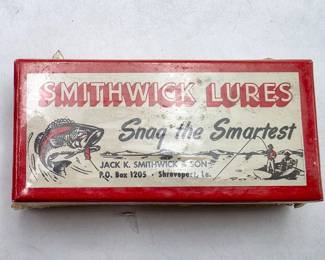 SMITHWICK LURES
Snag the Smartest
JACK K. SMITHWICK & SON
P.O. Box 1205 · Shreveport, La.